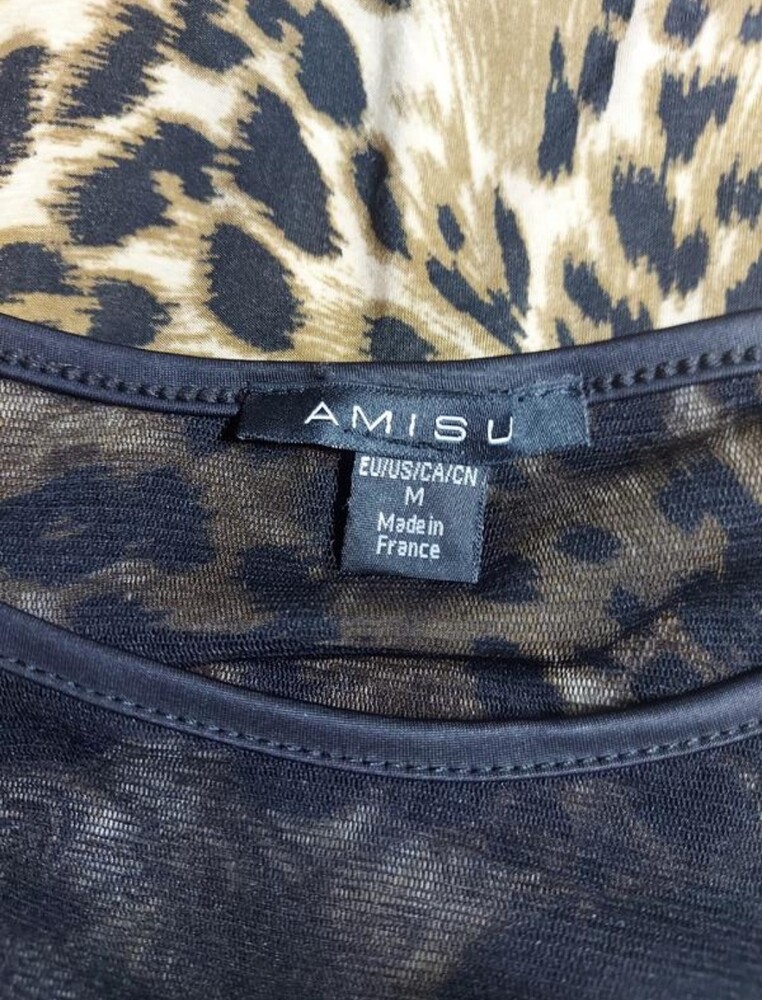 AMISU
EU/US/CA/CN
M
Made in
France